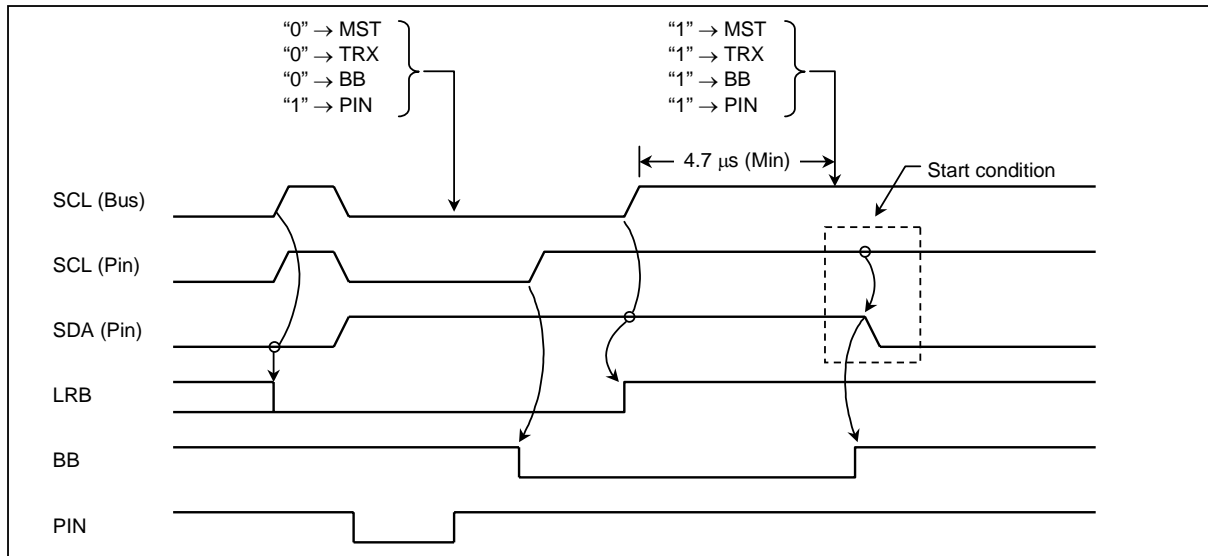 “0” → MST
“0” → TRX
“0” → BB
“1” → PIN
“1” → MST
“1” → TRX
“1” → BB
“1” → PIN
4.7 μs (Min)
Start condition
SCL (Bus)
SCL (Pin)
SDA (Pin)
LRB
BB
PIN